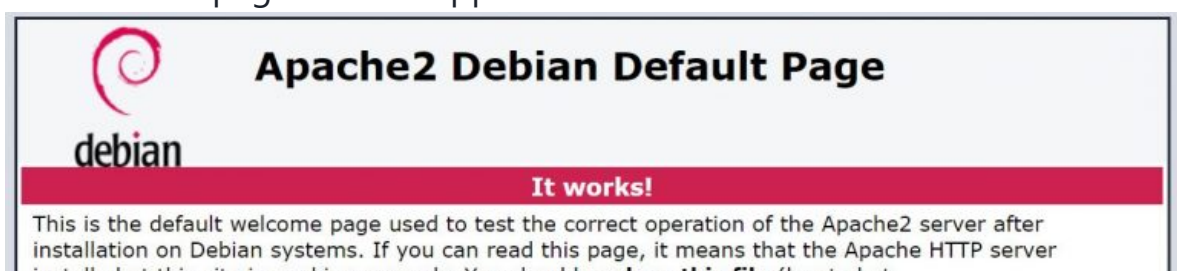 debian
Apache2 Debian Default Page
It works!
This is the default welcome page used to test the correct operation of the Apache2 server after
installation on Debian systems. If you can read this page, it means that the Apache HTTP server